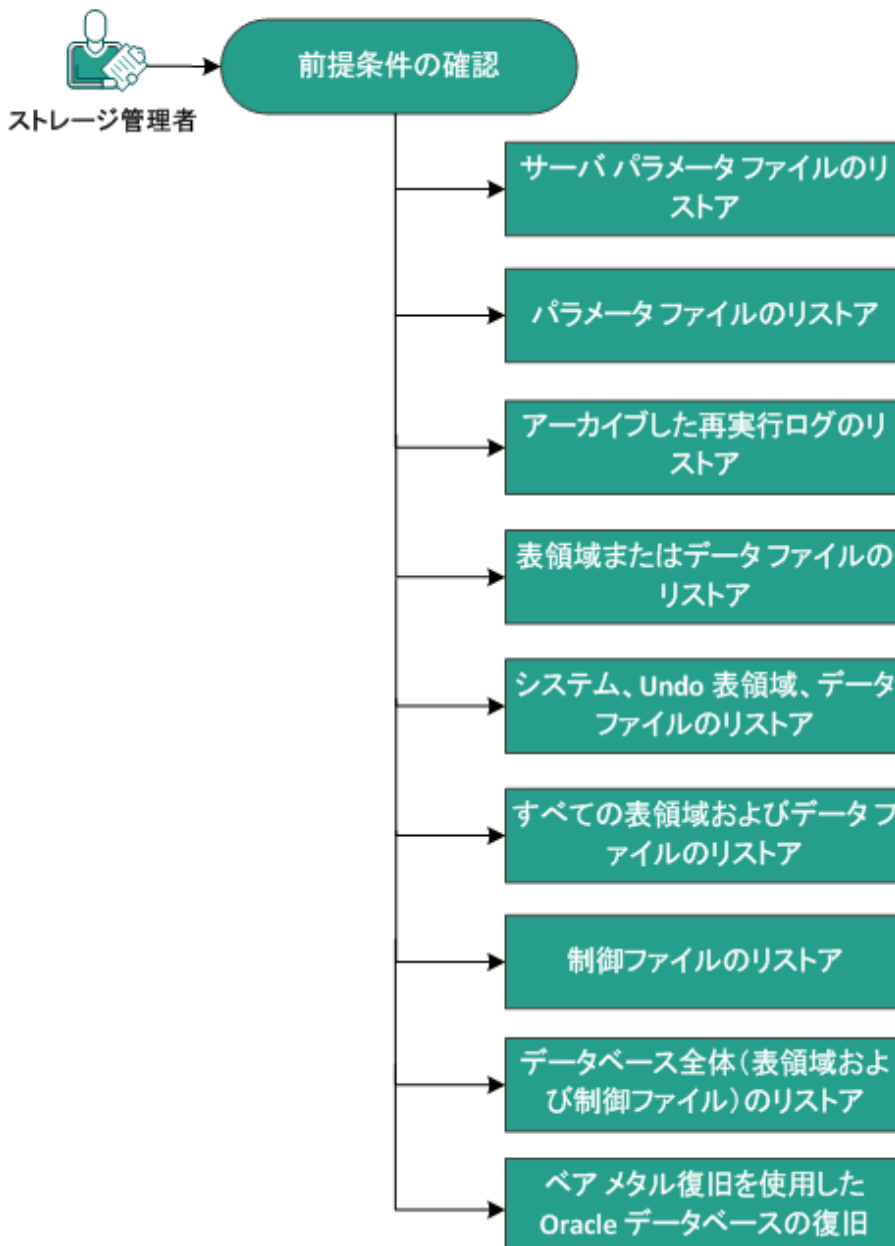 前提条件の確認
ストレージ管理者
サーバ パラメータファイルのリ
ストア
パラメータファイルのリストア
アーカイブした再実行ログのリ
ストア
表領域またはデータファイルの
リストア
システム、Undo 表領域、データ
ファイルのリストア
すべての表領域およびデータフ
ァイルのリストア
制御ファイルのリストア
データベース全体（表領域およ
び制御ファイル）のリストア
ベア メタル復旧を使用した
Oracle データベースの復旧